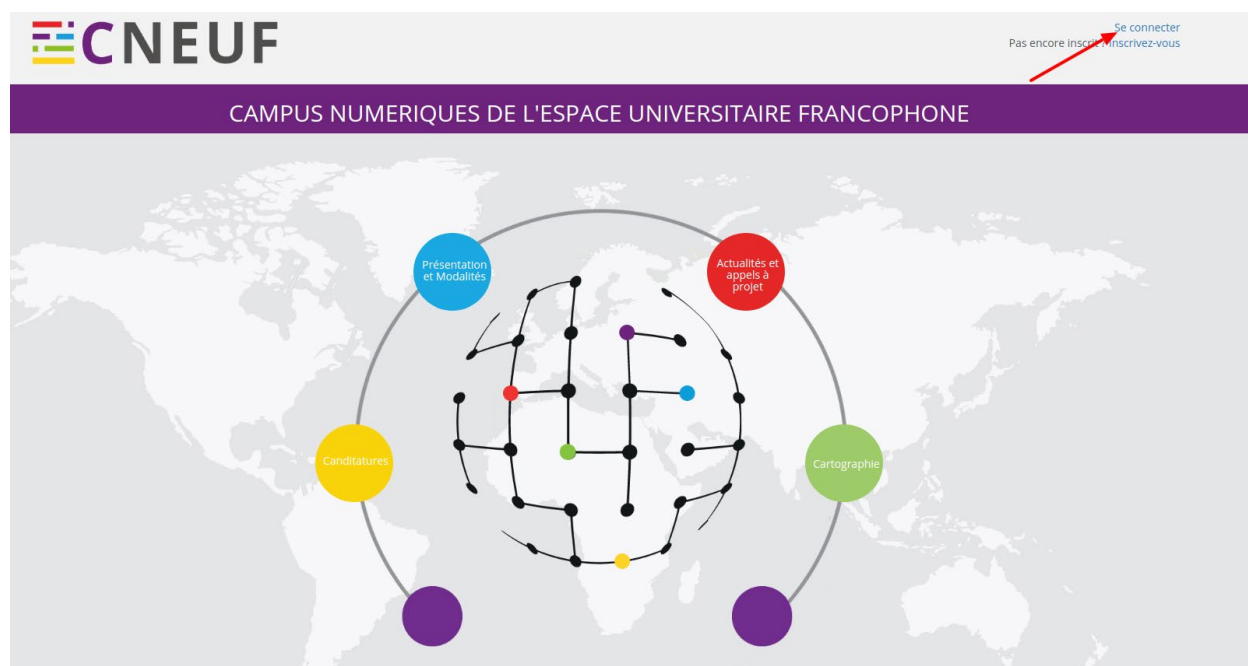 CNEUF
Se connecter
Pas encore inscrit ? Inscrivez-vous
CAMPUS NUMERIQUES DE L'ESPACE UNIVERSITAIRE FRANCOPHONE
Présentation
et Modalités
Actualités et
appels à
projet
Canditatures
Cartographie